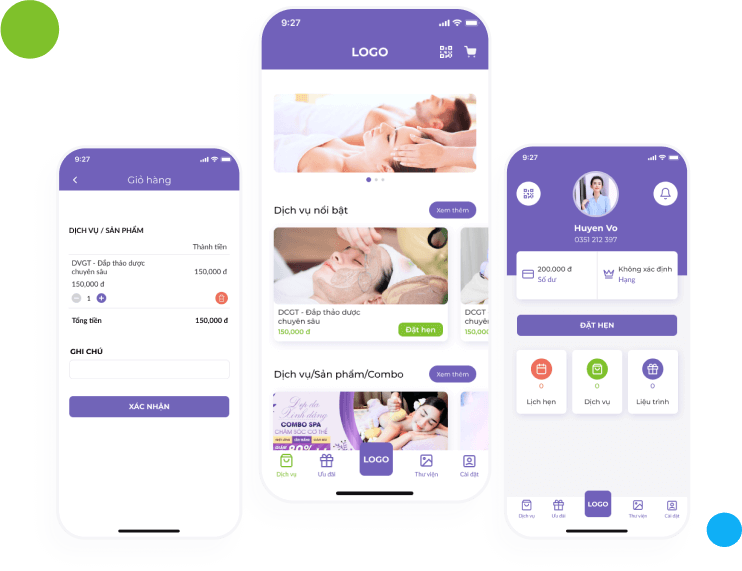 9:27
Giỏ hàng
DỊCH VỤ / SẢN PHẨM
Thành tiền
DVGT - Đắp thảo dược
chuyên sâu
150,000 đ
150,000 đ
1
Tổng tiền
150,000 đ
GHI CHÚ
XÁC NHẬN
9:27
LOGO
Dịch vụ nổi bật
Xem thêm
DCGT - Đắp thảo dược
chuyên sâu
150,000 đ
Đặt hẹn
DCGT -
chuyên
150,000
Dịch vụ/Sản phẩm/Combo
Xem thêm
Đẹp da
Xinh dáng
COMBO SPA
CHĂM SÓC CƠ THỂ
80%
Dịch vụ
Ưu đãi
LOGO
Thư viện
Cài đặt
9:27
Huyen Vo
0351 212 397
200.000 đ
Số dư
Không xác định
Hạng
ĐẶT HẸN
0
Lịch hẹn
0
Dịch vụ
0
Liệu trình
Dịch vụ
Ưu đãi
LOGO
Thư viện
Cài đặt